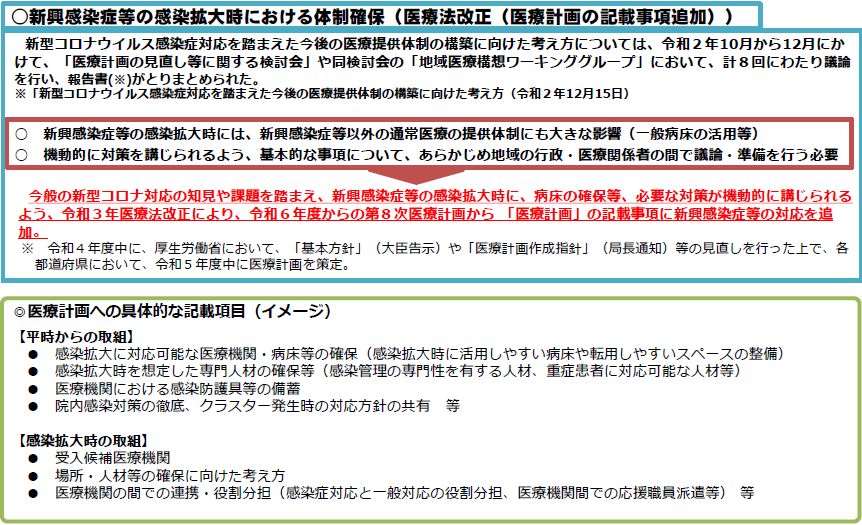 ○新興感染症等の感染拡大時における体制確保（医療法改正（医療計画の記載事項追加））
新型コロナウイルス感染症対応を踏まえた今後の医療提供体制の構築に向けた考え方については、令和２年10月から12月にか
けて、「医療計画の見直し等に関する検討会」や同検討会の「地域医療構想ワーキンググループ」において、計８回にわたり議論
を行い、報告書(※)がとりまとめられた。
※「新型コロナウイルス感染症対応を踏まえた今後の医療提供体制の構築に向けた考え方（令和２年12月15日）
○　新興感染症等の感染拡大時には、新興感染症等以外の通常医療の提供体制にも大きな影響（一般病床の活用等）
○　機動的に対策を講じられるよう、基本的な事項について、あらかじめ地域の行政・医療関係者の間で議論・準備を行う必要
今般の新型コロナ対応の知見や課題を踏まえ、新興感染症等の感染拡大時に、病床の確保等、必要な対策が機動的に講じられる
よう、令和３年医療法改正により、令和６年度からの第８次医療計画から 「医療計画」の記載事項に新興感染症等の対応を追
加。
※　令和４年度中に、厚生労働省において、「基本方針」（大臣告示）や「医療計画作成指針」（局長通知）等の見直しを行った上で、各
都道府県において、令和５年度中に医療計画を策定。
◎医療計画への具体的な記載項目（イメージ）
【平時からの取組】
●　感染拡大に対応可能な医療機関・病床等の確保（感染拡大時に活用しやすい病床や転用しやすいスペースの整備）
●　感染拡大時を想定した専門人材の確保等（感染管理の専門性を有する人材、重症患者に対応可能な人材等）
●　医療機関における感染防護具等の備蓄
●　院内感染対策の徹底、クラスター発生時の対応方針の共有　等
【感染拡大時の取組】
●　受入候補医療機関
●　場所・人材等の確保に向けた考え方
●　医療機関の間での連携・役割分担（感染症対応と一般対応の役割分担、医療機関間での応援職員派遣等）　等